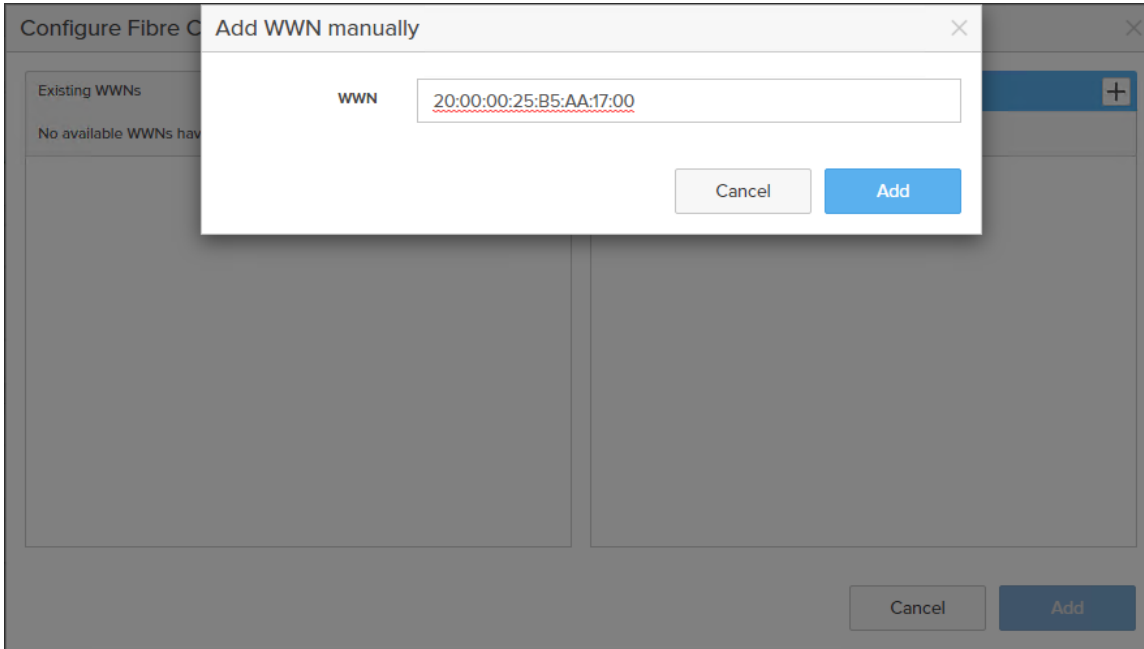 Configure Fibre C
Add WWN manually
Existing WWNs
WWN
20:00:00:25:B5:AA:17:00
No available WWNs hav
Cancel
Add
Cancel
Add